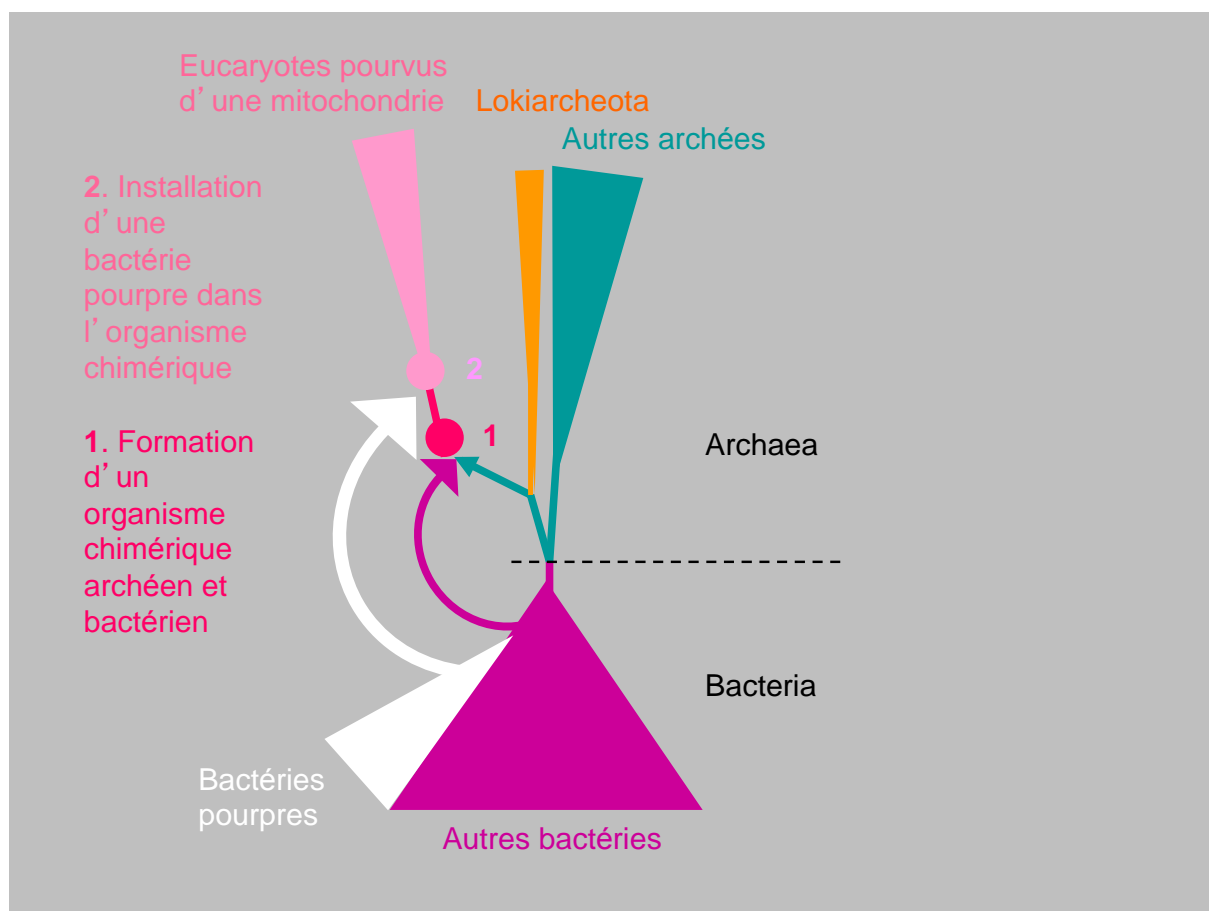 Eucaryotes pourvus
d’une mitochondrie
Lokiarcheota
Autres archées
2. Installation
d’une
bactérie
pourpre dans
l’organisme
chimérique
2
1
1. Formation
d’un
organisme
chimérique
archéen et
bactérien
Archaea
Bacteria
Bactéries
pourpres
Autres bactéries